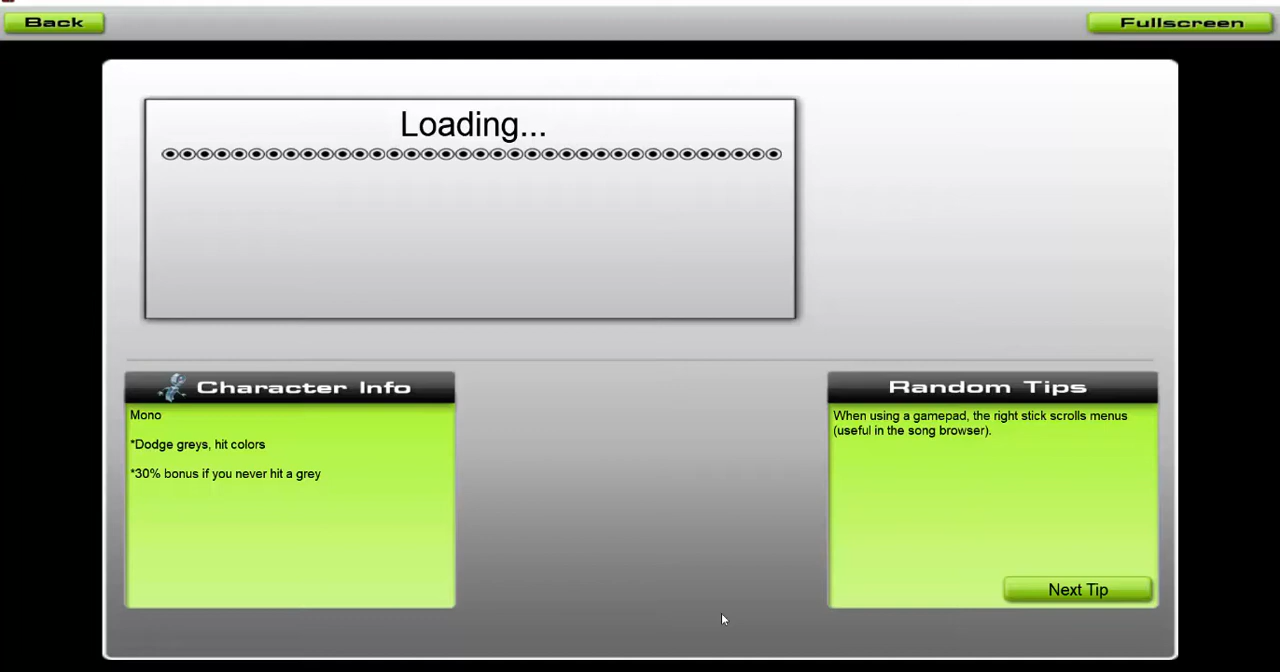 Back
Fullscreen
Loading...
Character Info
Mono
*Dodge greys, hit colors
*30% bonus if you never hit a grey
Random Tips
When using a gamepad, the right stick scrolls menus
(useful in the song browser).
Next Tip